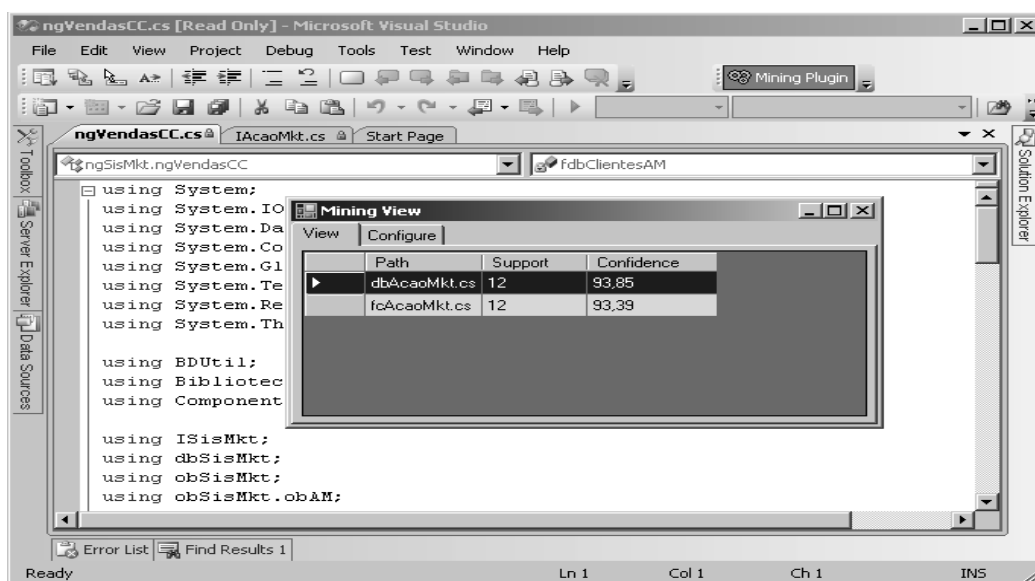 ngVendasCC.cs [Read Only] - Microsoft Visual Studio
File Edit View Project Debug Tools Test Window Help
Mining Plugin
ngVendasCC.cs IAcaoMkt.cs Start Page
ngSisMkt.ngVendasCC fdbClientesAM
Toolbox
Server Explorer
Data Sources
Solution Explorer
using System;
using System.IO
using System.Da
using System.Co
using System.Gl
using System.Te
using System.Re
using System.Th
using BDUtil;
using Bibliotec
using Component
using ISisMkt;
using dbSisMkt;
using obSisMkt;
using obSisMkt.obAM;
Mining View
View Configure
Path Support Confidence
dbAcaoMkt.cs 12 93,85
fcAcaoMkt.cs 12 93,39
Error List Find Results 1
Ready Ln 1 Col 1 Ch 1 INS